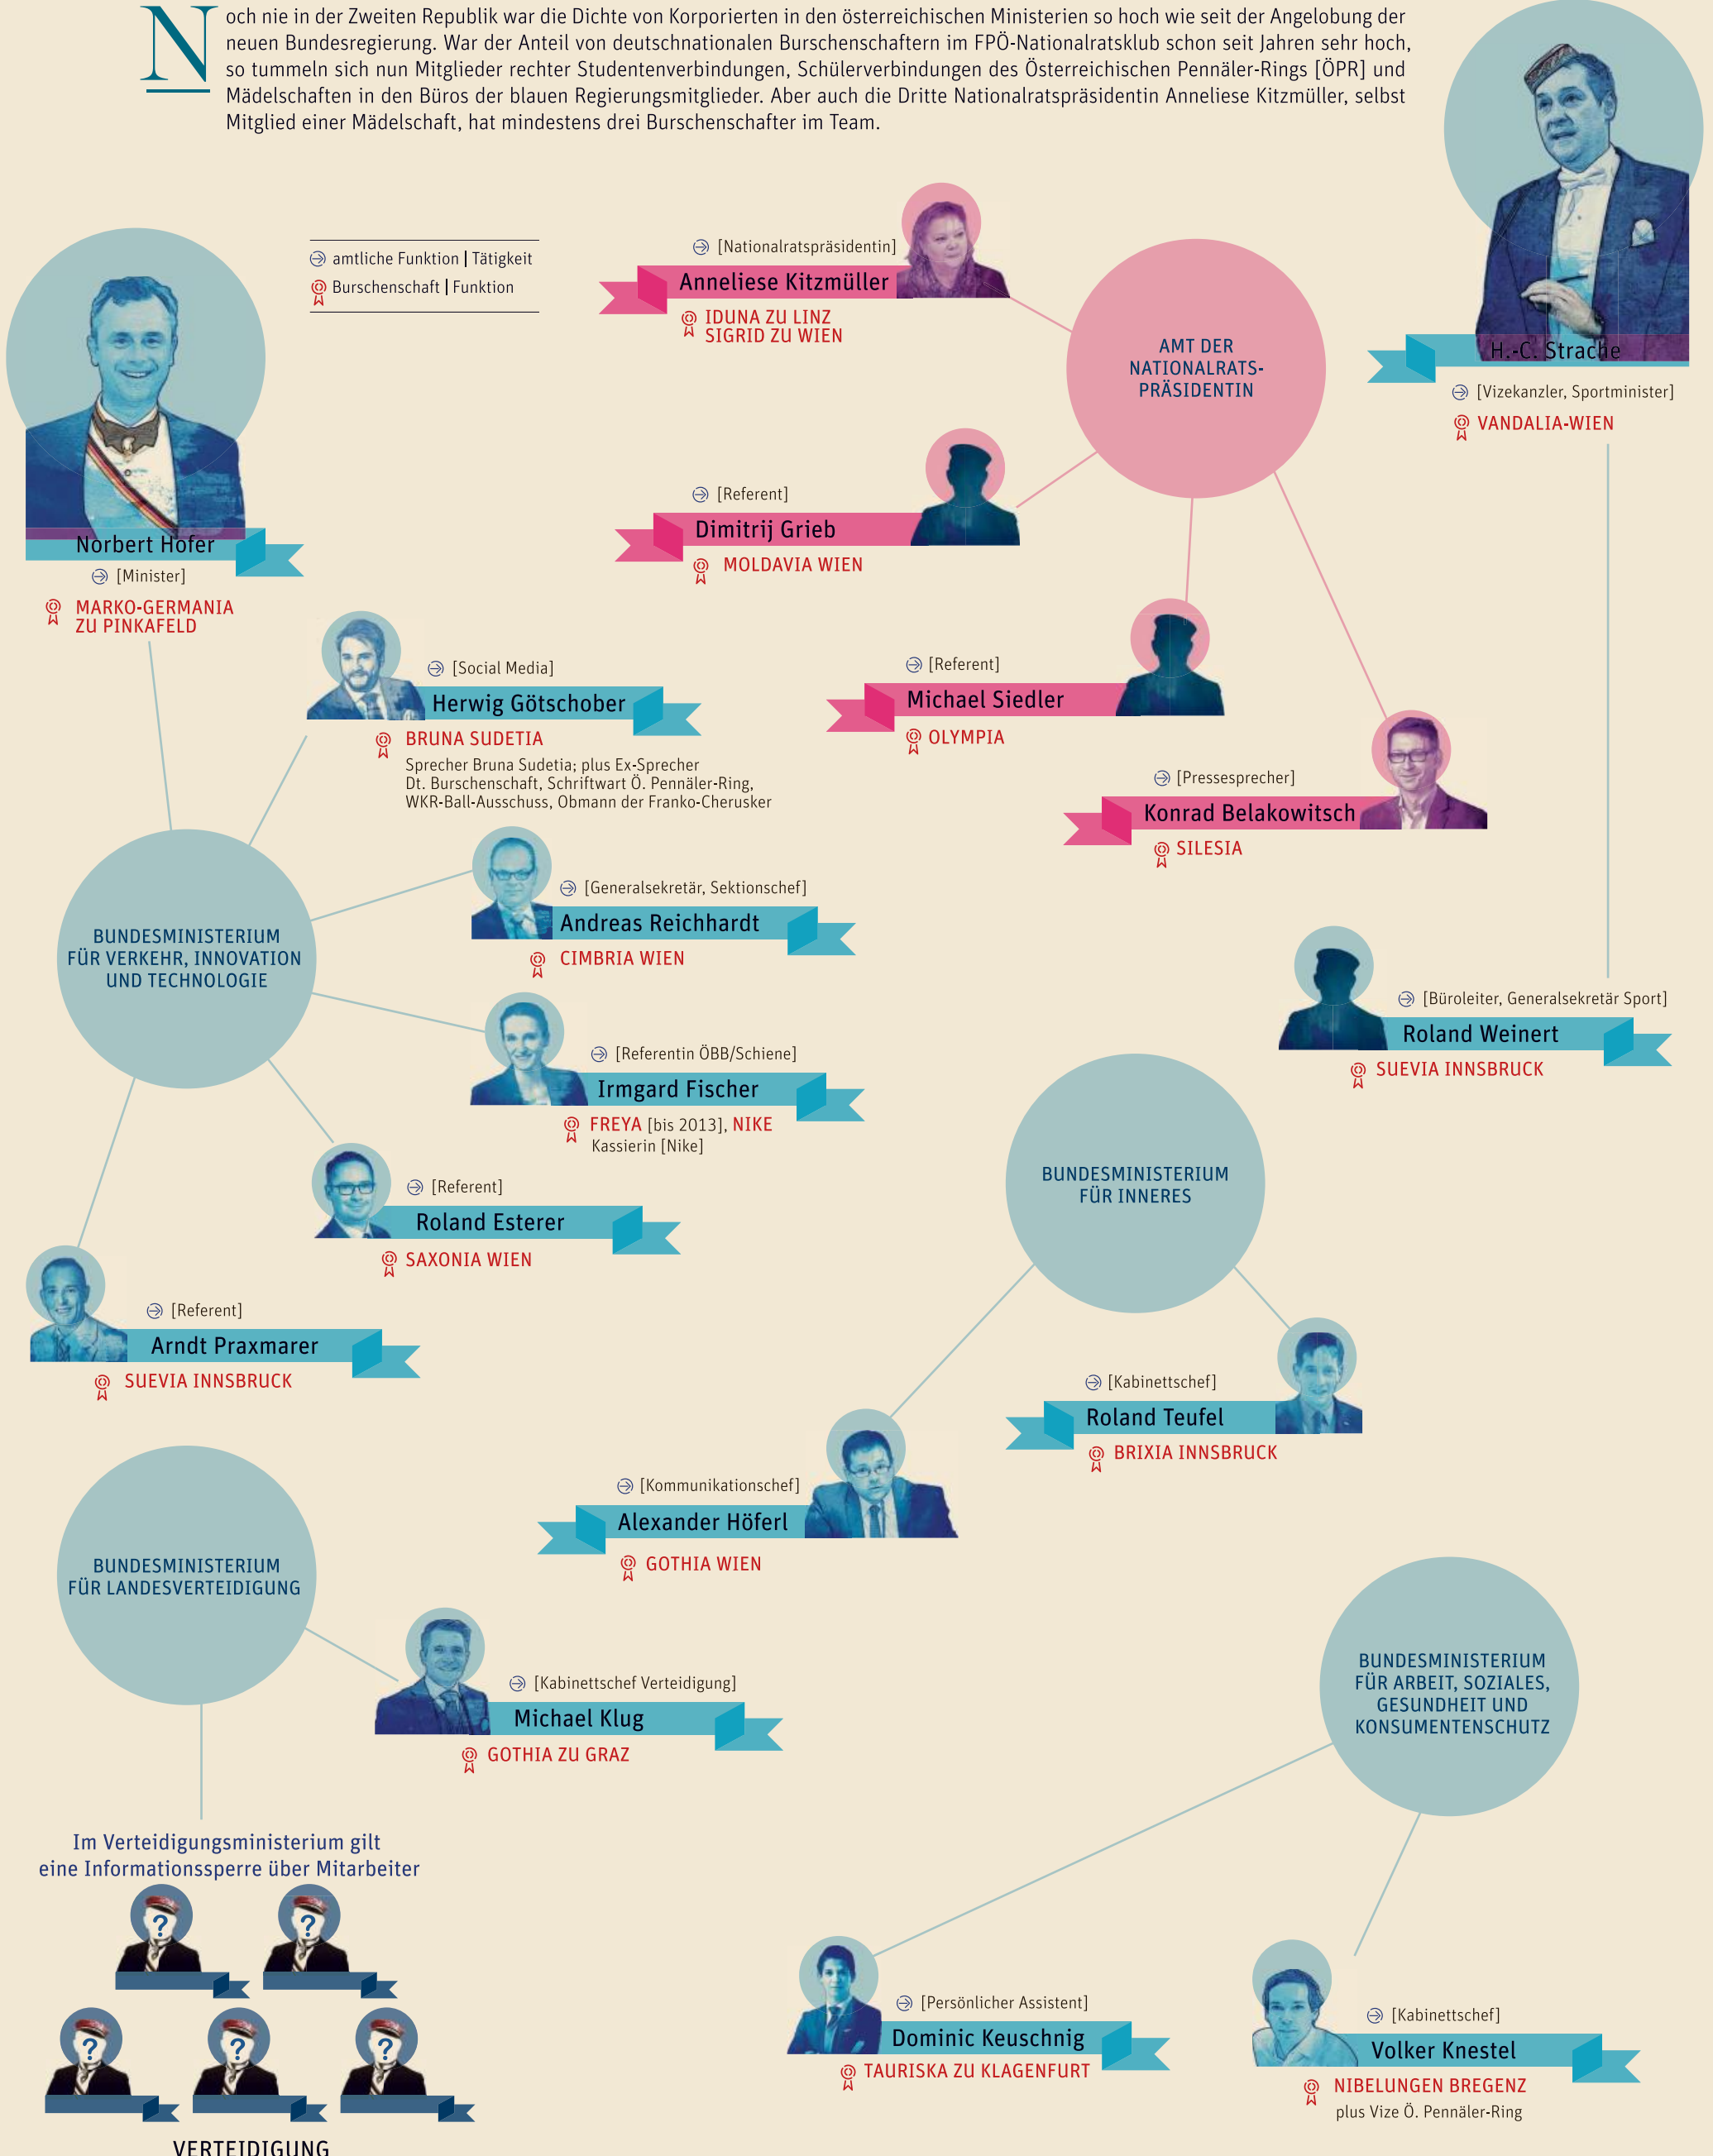 Noch nie in der Zweiten Republik war die Dichte von Korporierten in den österreichischen Ministerien so hoch wie seit der Angelobung der
neuen Bundesregierung. War der Anteil von deutschnationalen Burschenschaftern im FPÖ-Nationalratsklub schon seit Jahren sehr hoch,
so tummeln sich nun Mitglieder rechter Studentenverbindungen, Schülerverbindungen des Österreichischen Pennäler-Rings [ÖPR] und
Mädelschaften in den Büros der blauen Regierungsmitglieder. Aber auch die Dritte Nationalratspräsidentin Anneliese Kitzmüller, selbst
Mitglied einer Mädelschaft, hat mindestens drei Burschenschafter im Team.
amtliche Funktion | Tätigkeit
Burschenschaft | Funktion
[Nationalratspräsidentin]
Anneliese Kitzmüller
IDUNA ZU LINZ
SIGRID ZU WIEN
AMT DER
NATIONALRATS-
PRÄSIDENTIN
H.-C. Strache
[Vizekanzler, Sportminister]
VANDALIA-WIEN
Norbert Hofer
[Minister]
MARKO-GERMANIA
ZU PINKAFELD
[Referent]
Dimitrij Grieb
MOLDAVIA WIEN
[Social Media]
Herwig Götschober
BRUNA SUDETIA
Sprecher Bruna Sudetia; plus Ex-Sprecher
Dt. Burschenschaft, Schriftwart Ö. Pennäler-Ring,
WKR-Ball-Ausschuss, Obmann der Franko-Cherusker
[Referent]
Michael Siedler
OLYMPIA
[Pressesprecher]
Konrad Belakowitsch
SILESIA
BUNDESMINISTERIUM
FÜR VERKEHR, INNOVATION
UND TECHNOLOGIE
[Generalsekretär, Sektionschef]
Andreas Reichhardt
CIMBRIA WIEN
[Büroleiter, Generalsekretär Sport]
Roland Weinert
SUEVIA INNSBRUCK
[Referentin ÖBB/Schiene]
Irmgard Fischer
FREYA [bis 2013], NIKE
Kassierin [Nike]
BUNDESMINISTERIUM
FÜR INNERES
[Referent]
Roland Esterer
SAXONIA WIEN
[Referent]
Arndt Praxmarer
SUEVIA INNSBRUCK
[Kabinettschef]
Roland Teufel
BRIXIA INNSBRUCK
[Kommunikationschef]
Alexander Höferl
GOTHIA WIEN
BUNDESMINISTERIUM
FÜR LANDESVERTEIDIGUNG
[Kabinettschef Verteidigung]
Michael Klug
GOTHIA ZU GRAZ
BUNDESMINISTERIUM
FÜR ARBEIT, SOZIALES,
GESUNDHEIT UND
KONSUMENTENSCHUTZ
Im Verteidigungsministerium gilt
eine Informationssperre über Mitarbeiter
? ?
? ? ?
VERTEIDIGUNG
[Persönlicher Assistent]
Dominic Keuschnig
TAURISKA ZU KLAGENFURT
[Kabinettschef]
Volker Knestel
NIBELUNGEN BREGENZ
plus Vize Ö. Pennäler-Ring